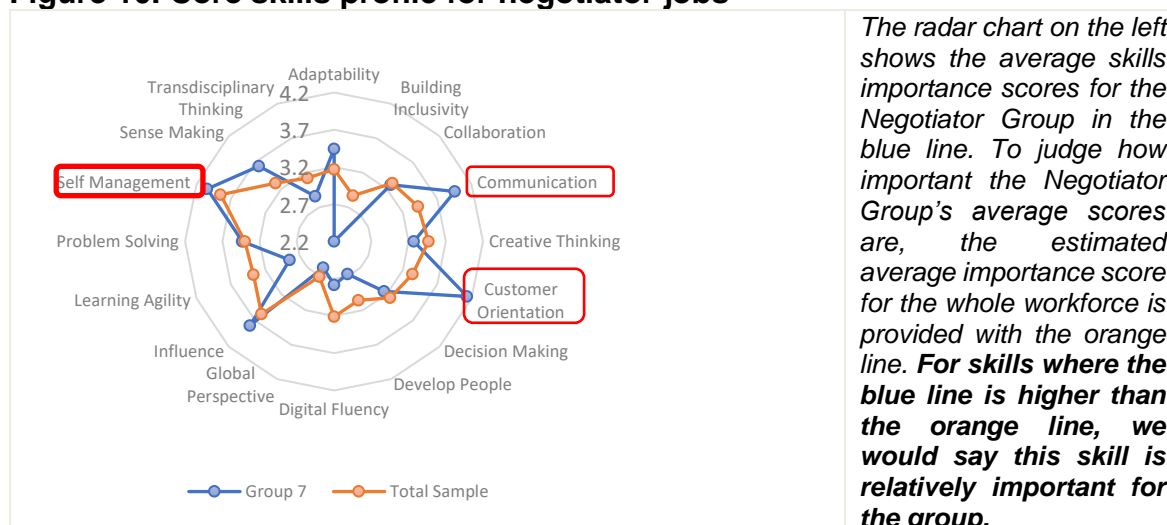 Figure 10. Core skills profile for negotiator jobs
Adaptability
Transdisciplinary
Thinking
Building
Inclusivity
4.2
Sense Making
3.7
Collaboration
3.2
Self Management
Communication
2.7
Problem Solving
2.2
Creative Thinking
Learning Agility
Customer
Orientation
Influence
Decision Making
Global
Perspective
Develop People
Digital Fluency
Group 7
Total Sample
The radar chart on the left
shows the average skills
importance scores for the
Negotiator Group in the
blue line. To judge how
important the Negotiator
Group’s average scores
are, the estimated
average importance score
for the whole workforce is
provided with the orange
line. For skills where the
blue line is higher than
the orange line, we
would say this skill is
relatively important for
the group.